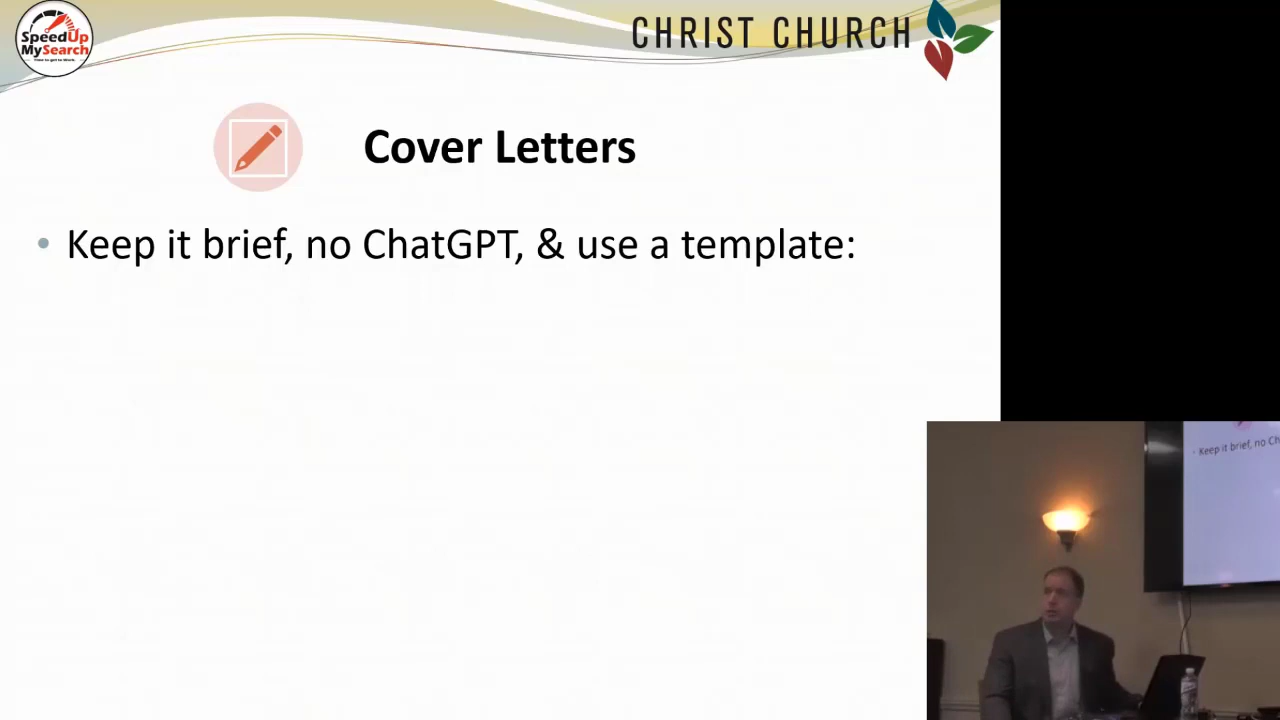 SpeedUp
MySearch
CHRIST CHURCH
Cover Letters
• Keep it brief, no ChatGPT, & use a template:
• Keep it brief, no Ch